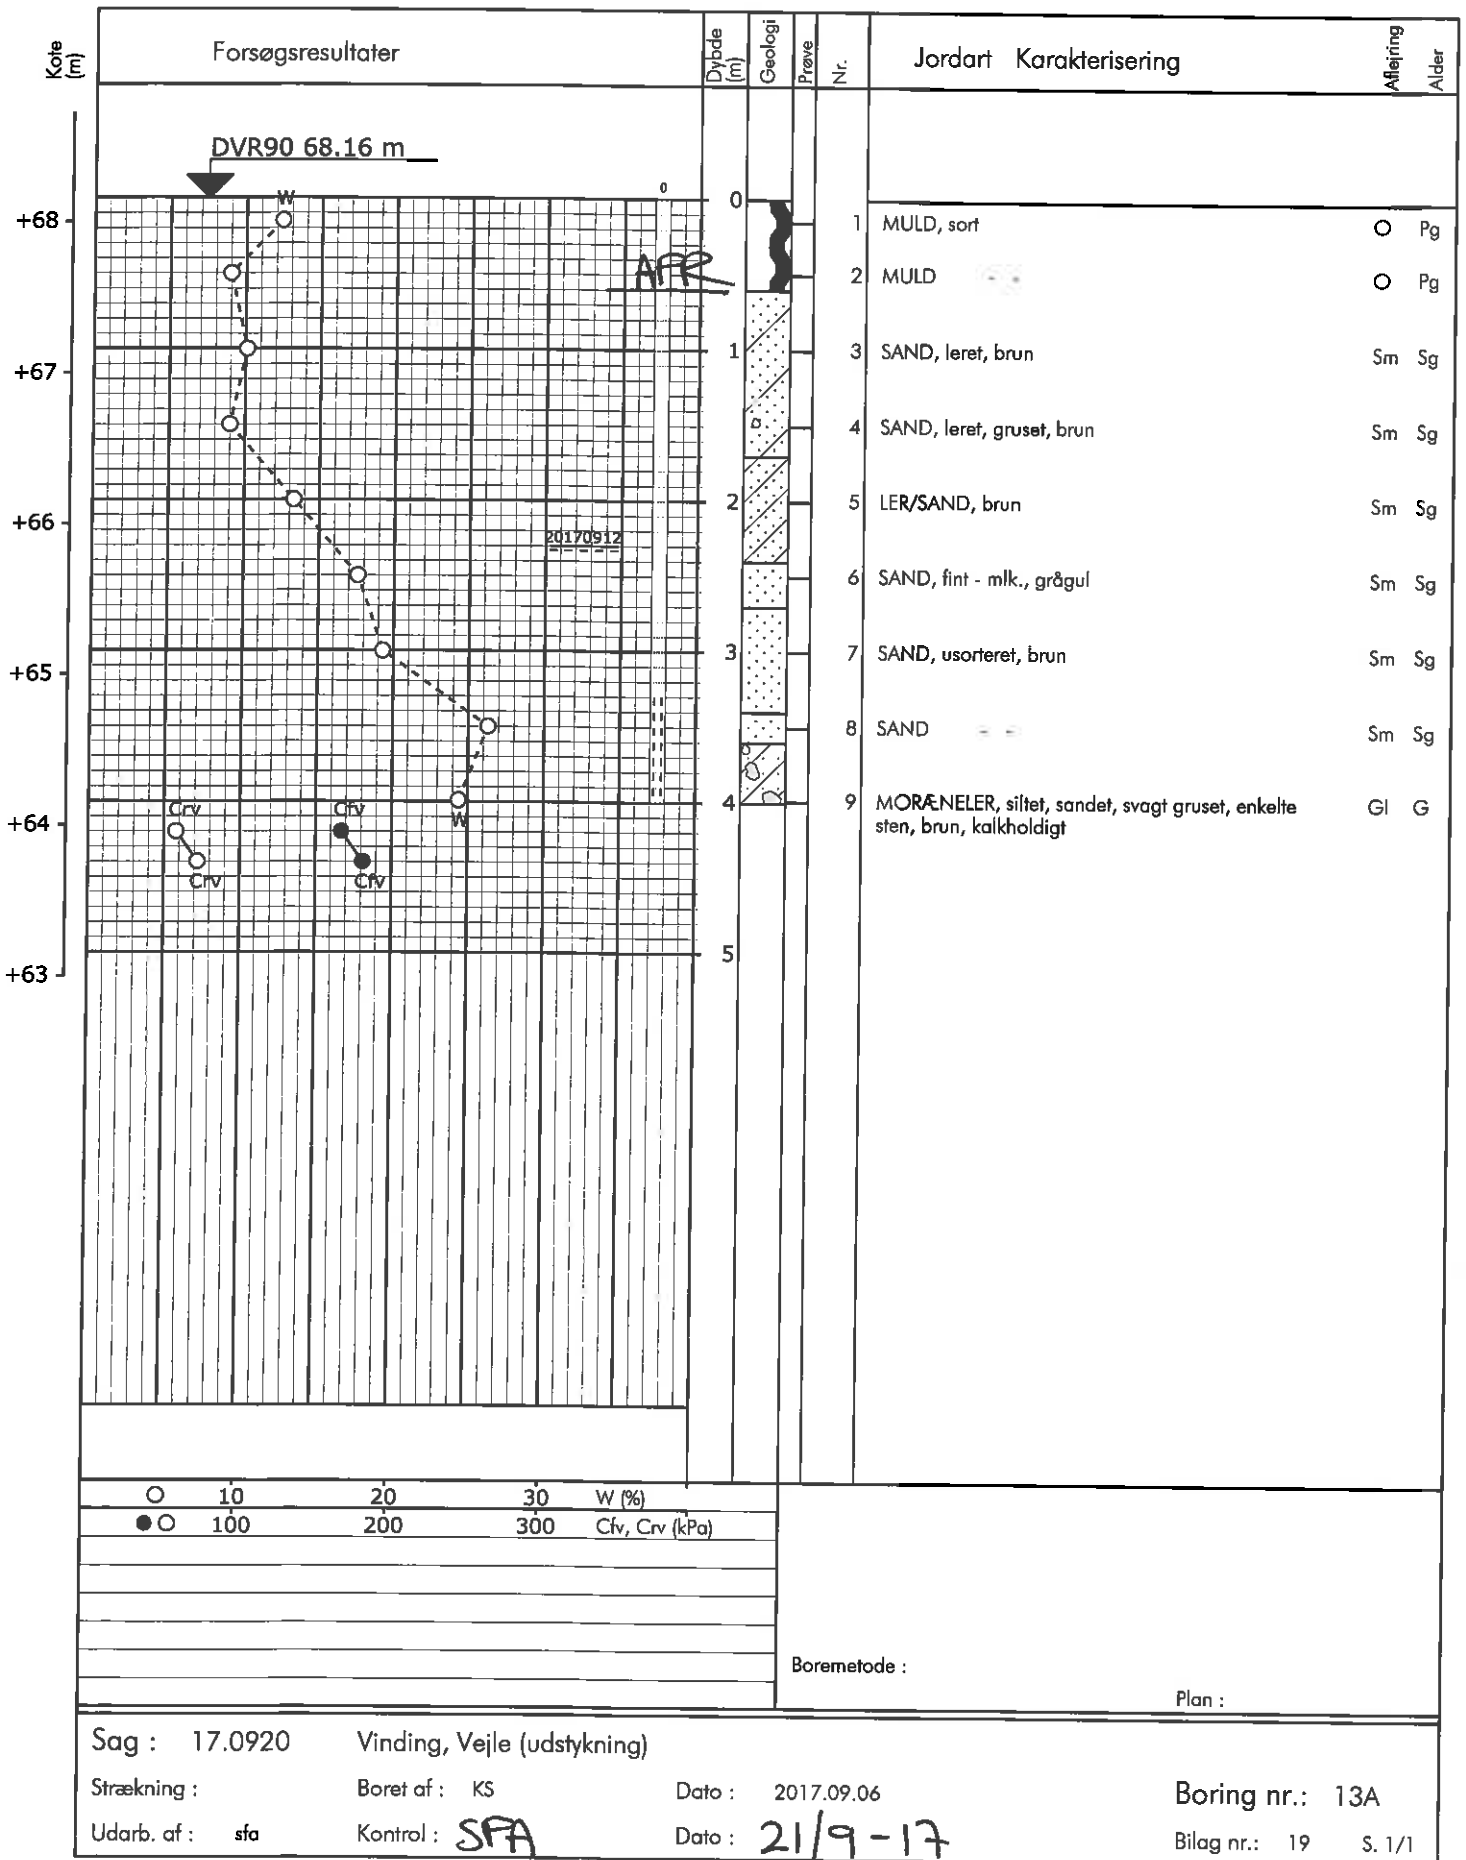 Kote (m)
Forsøgsresultater
Dybde (m)
Geologi
Prøve
Nr.
Jordart Karakterisering
Aflejring
Alder
DVR90 68.16 m
W
0
0
+68
1 MULD, sort O Pg
AFR
2 MULD - - O Pg
1
3 SAND, leret, brun Sm Sg
+67
4 SAND, leret, gruset, brun Sm Sg
2
5 LER/SAND, brun Sm Sg
+66
20170912
6 SAND, fint - mlk., grågul Sm Sg
3
7 SAND, usorteret, brun Sm Sg
+65
8 SAND - - Sm Sg
4
9 MORÆNELER, siltet, sandet, svagt gruset, enkelte Gl G
sten, brun, kalkholdigt
Crv Cfv W
+64
Crv Cfv
5
+63
10 20 30 W (%)
100 200 300 Cfv, Crv (kPa)
Boremetode :
Plan :
Sag : 17.0920 Vinding, Vejle (udstykning)
Strækning : Boret af : KS Dato : 2017.09.06 Boring nr.: 13A
Udarb. af : sfa Kontrol : SFA Dato : 21/9-17 Bilag nr.: 19 S. 1/1